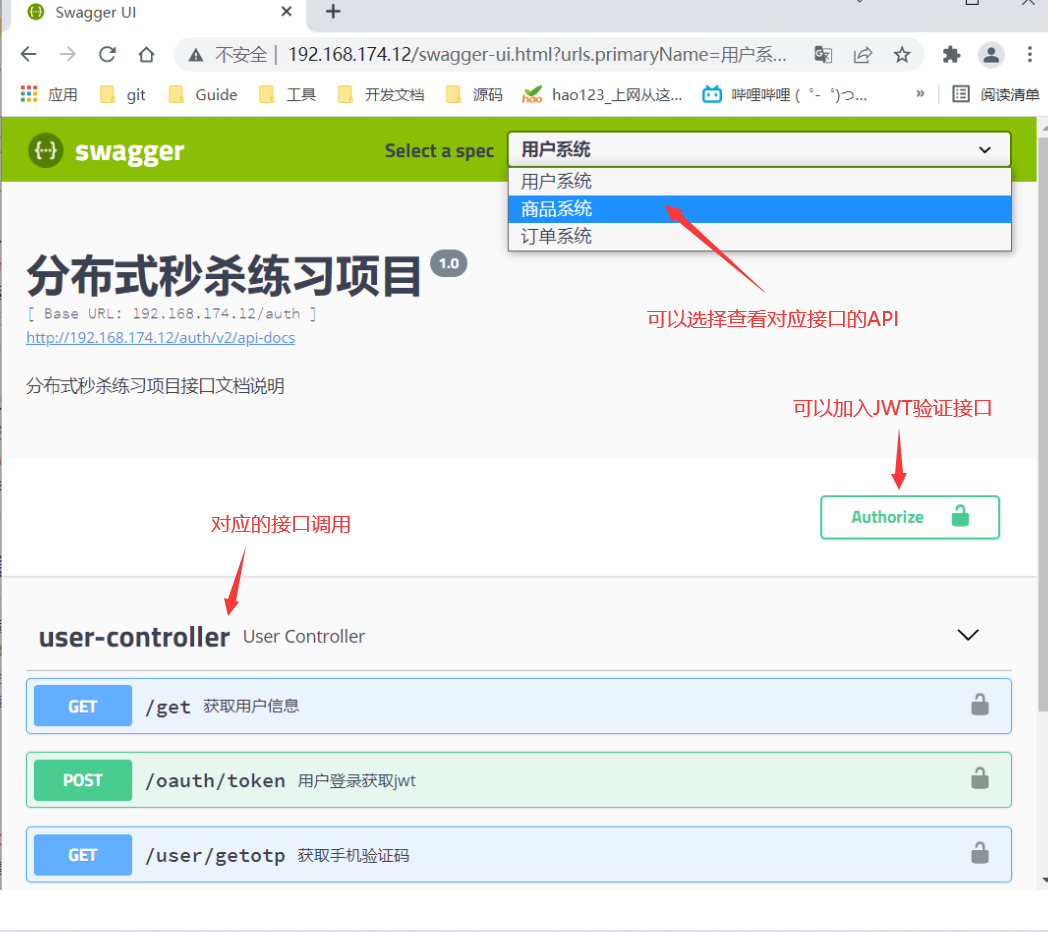 Swagger UI
不安全 192.168.174.12/swagger-ui.html?urls.primaryName=用户系...
应用 git Guide 工具 开发文档 源码 hao123_上网从这... 哔哩哔哩 ( ゜- ゜)つ... » 阅读清单
{··} swagger
Select a spec 用户系统
用户系统
商品系统
订单系统
分布式秒杀练习项目 1.0
[ Base URL: 192.168.174.12/auth ]
http://192.168.174.12/auth/v2/api-docs
可以选择查看对应接口的API
分布式秒杀练习项目接口文档说明
可以加入JWT验证接口
Authorize
对应的接口调用
user-controller User Controller
GET /get 获取用户信息
POST /oauth/token 用户登录获取jwt
GET /user/getotp 获取手机验证码